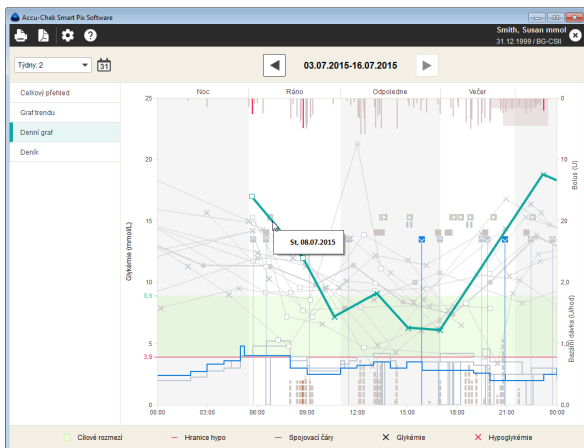 Accu-Chek Smart Pix Software
Smith, Susan mmol
31.12.1999 / BG-CSII
Týdny: 2
31
03.07.2015-16.07.2015
Celkový přehled
Graf trendu
Denní graf
Deník
Noc
Ráno
Odpoledne
Večer
25
20
15
10
8,9
5
3,9
0
Glykémie (mmol/L)
0
10
2,0
1,0
0,0
Bolus (U)
Bazální dávka (U/hod)
St, 08.07.2015
00:00
03:00
06:00
09:00
12:00
15:00
18:00
21:00
00:00
Cílové rozmezí
Hranice hypo
Spojovací čáry
Glykémie
Hypoglykémie